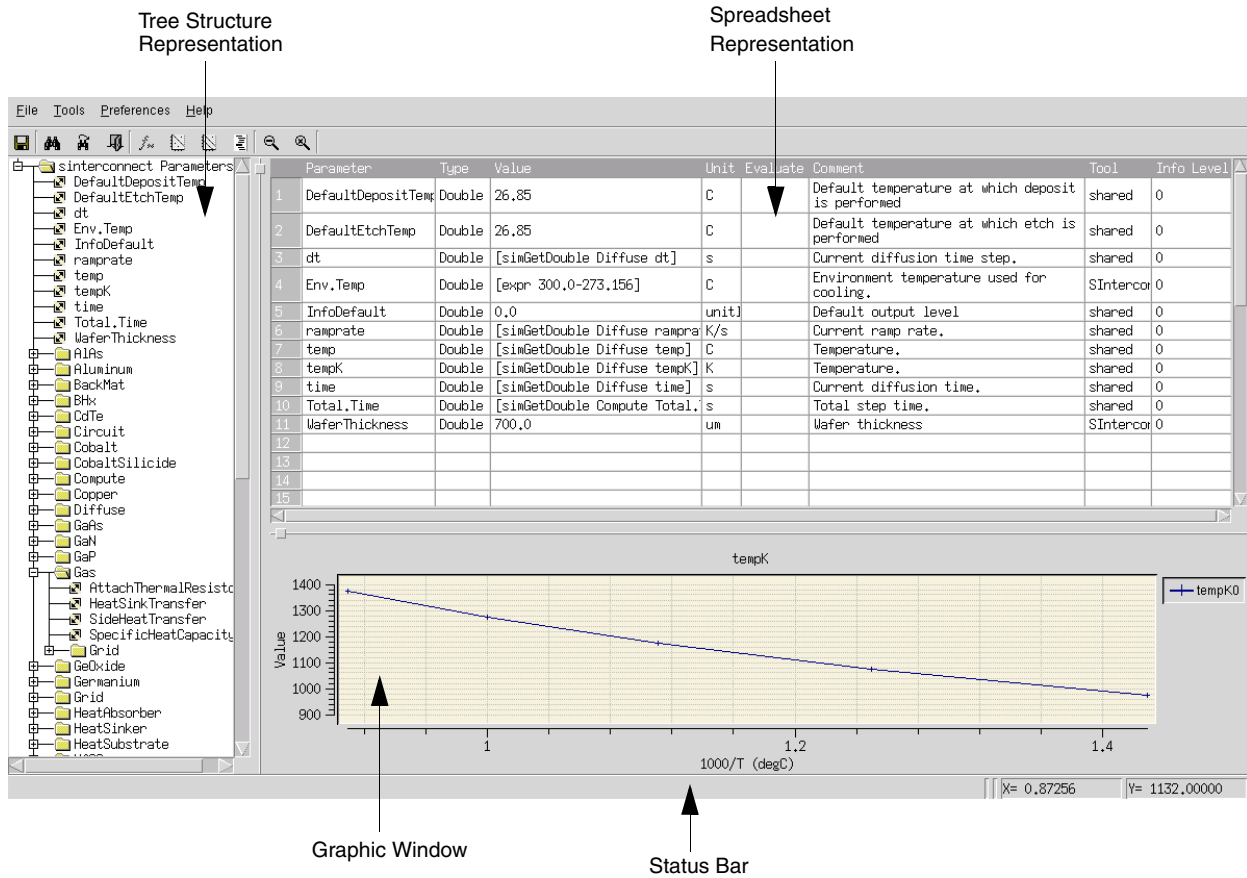 Tree Structure
Representation
Spreadsheet
Representation
File Tools Preferences Help
sinterconnect Parameters
DefaultDepositTemp
DefaultEtchTemp
dt
Env.Temp
InfoDefault
ramprate
temp
tempK
time
Total.Time
WaferThickness
AlAs
Aluminum
BackMat
BHx
CdTe
Circuit
Cobalt
CobaltSilicide
Compute
Copper
Diffuse
GaAs
GaN
GaP
Gas
AttachThermalResisto
HeatSinkTransfer
SideHeatTransfer
SpecificHeatCapacity
Grid
GeOxide
Germanium
Grid
HeatAbsorber
HeatSinker
HeatSubstrate
Parameter Type Value Unit Evaluate Comment Tool Info Level
1 DefaultDepositTemp Double 26.85 C Default temperature at which deposit is performed shared 0
2 DefaultEtchTemp Double 26.85 C Default temperature at which etch is performed shared 0
3 dt Double [simGetDouble Diffuse dt] s Current diffusion time step. shared 0
4 Env.Temp Double [expr 300.0-273.156] C Environment temperature used for cooling. SIntercon 0
5 InfoDefault Double 0.0 unitl Default output level shared 0
6 ramprate Double [simGetDouble Diffuse rampra K/s Current ramp rate. shared 0
7 temp Double [simGetDouble Diffuse temp] C Temperature. shared 0
8 tempK Double [simGetDouble Diffuse tempK] K Temperature. shared 0
9 time Double [simGetDouble Diffuse time] s Current diffusion time. shared 0
10 Total.Time Double [simGetDouble Compute Total. s Total step time. shared 0
11 WaferThickness Double 700.0 um Wafer thickness SIntercon 0
12
13
14
15
tempK
1400
1300
1200
1100
1000
900
Value
tempK0
1 1.2 1.4
1000/T (degC)
X= 0.87256 Y= 1132.00000
Graphic Window
Status Bar